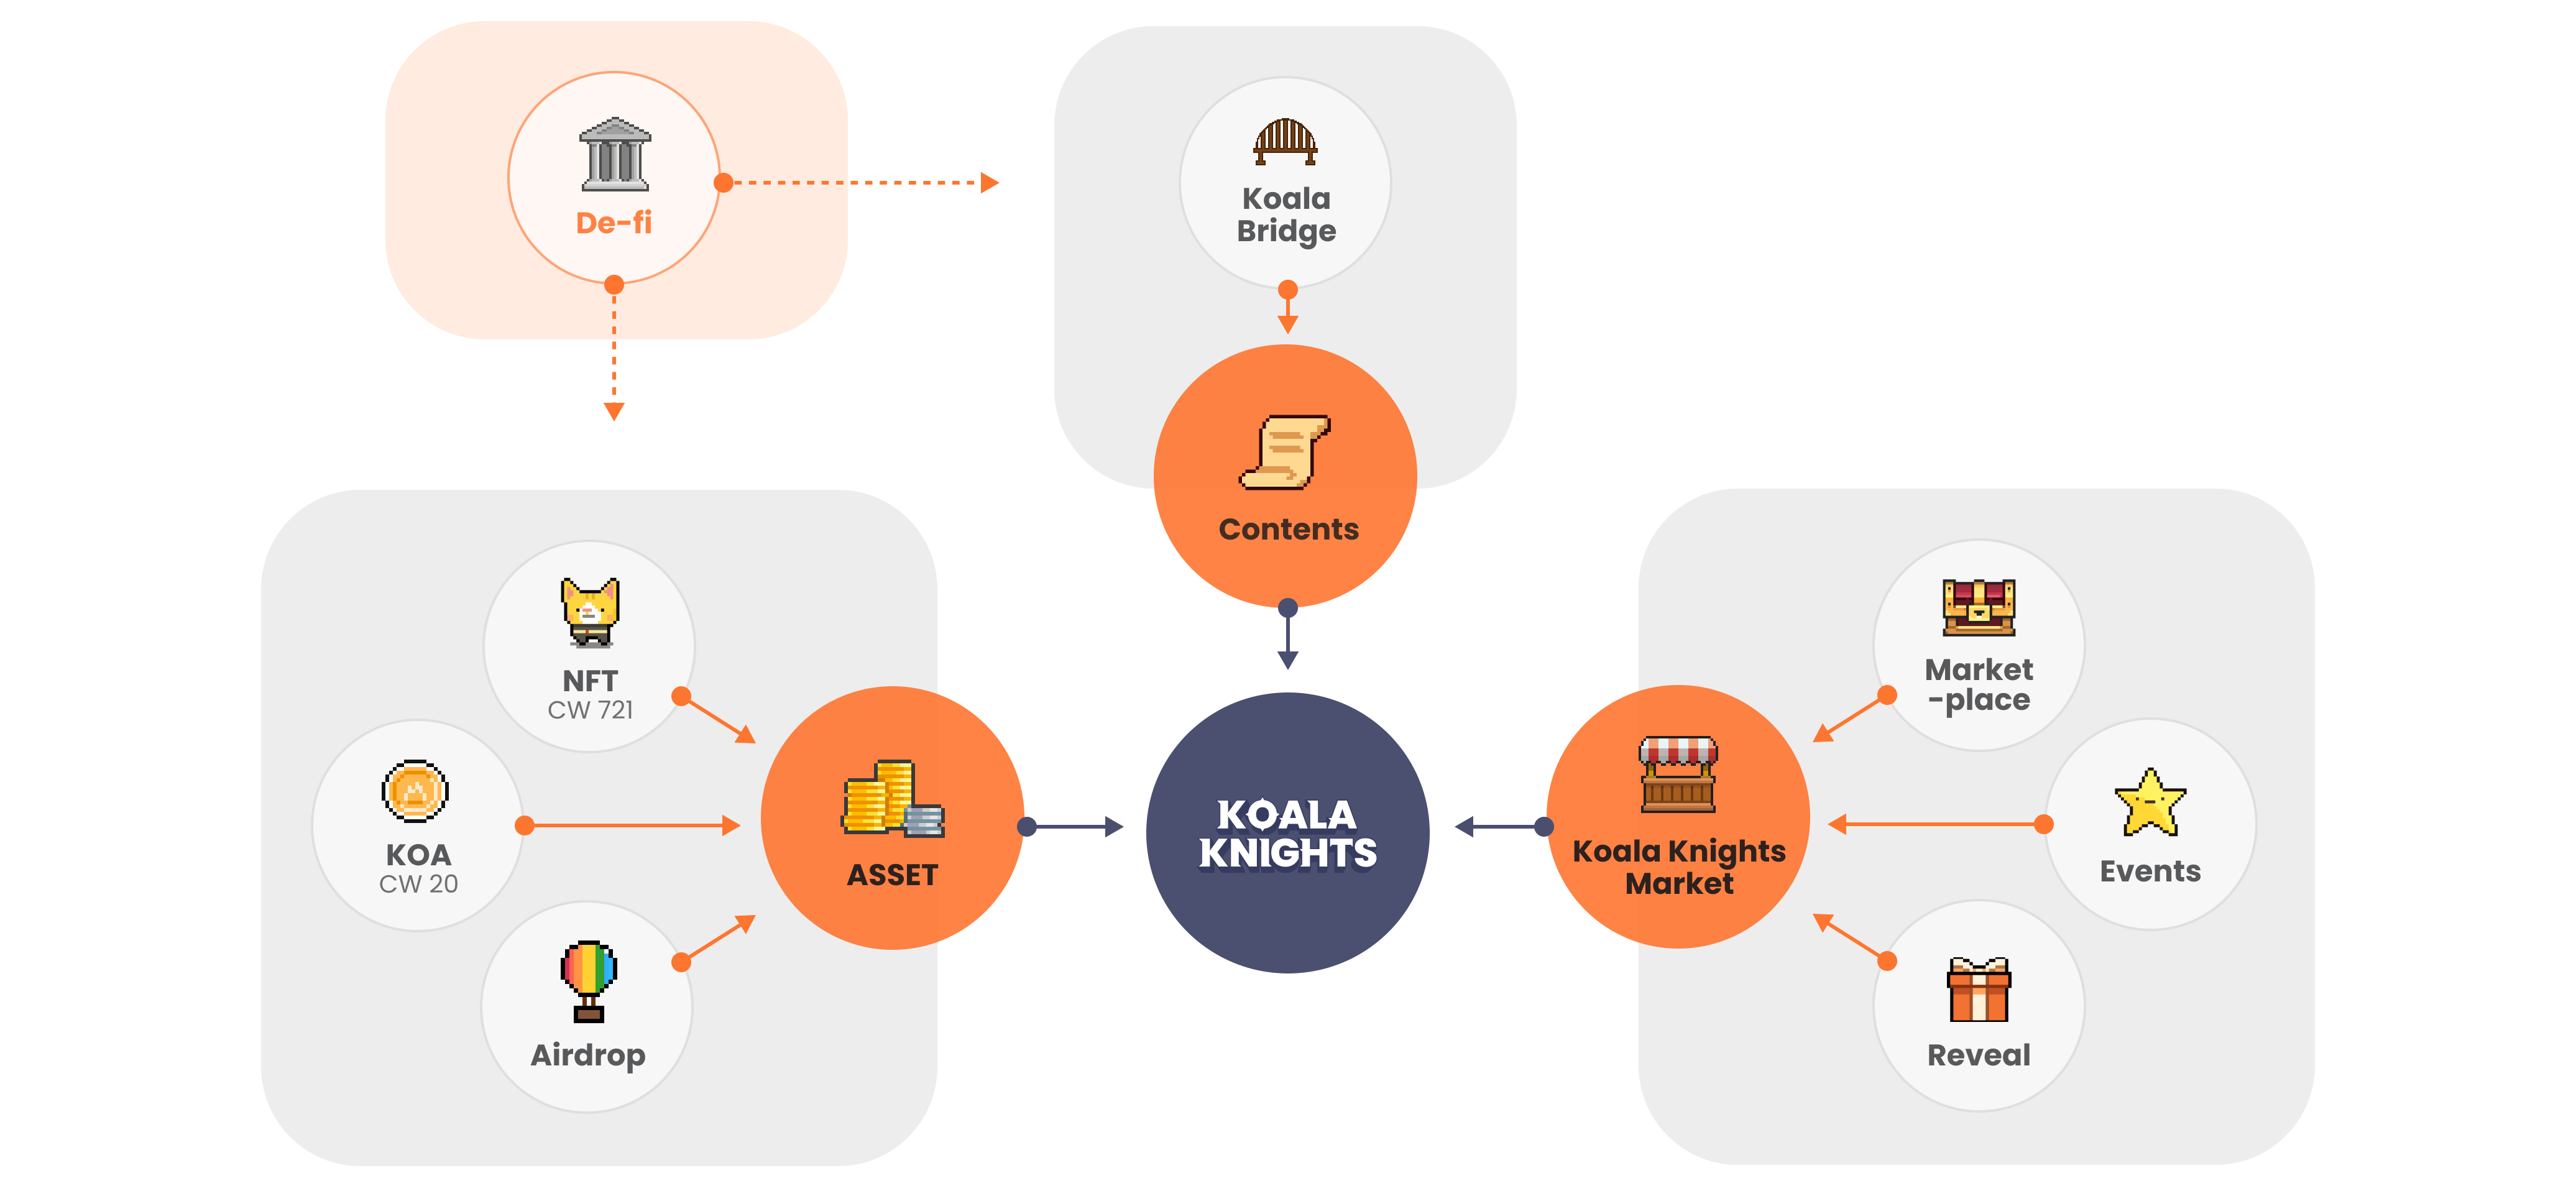 De-fi
Koala
Bridge
Contents
NFT
CW 721
KOA
CW 20
Airdrop
ASSET
KOALA
KNIGHTS
Koala Knights
Market
Market
-place
Events
Reveal